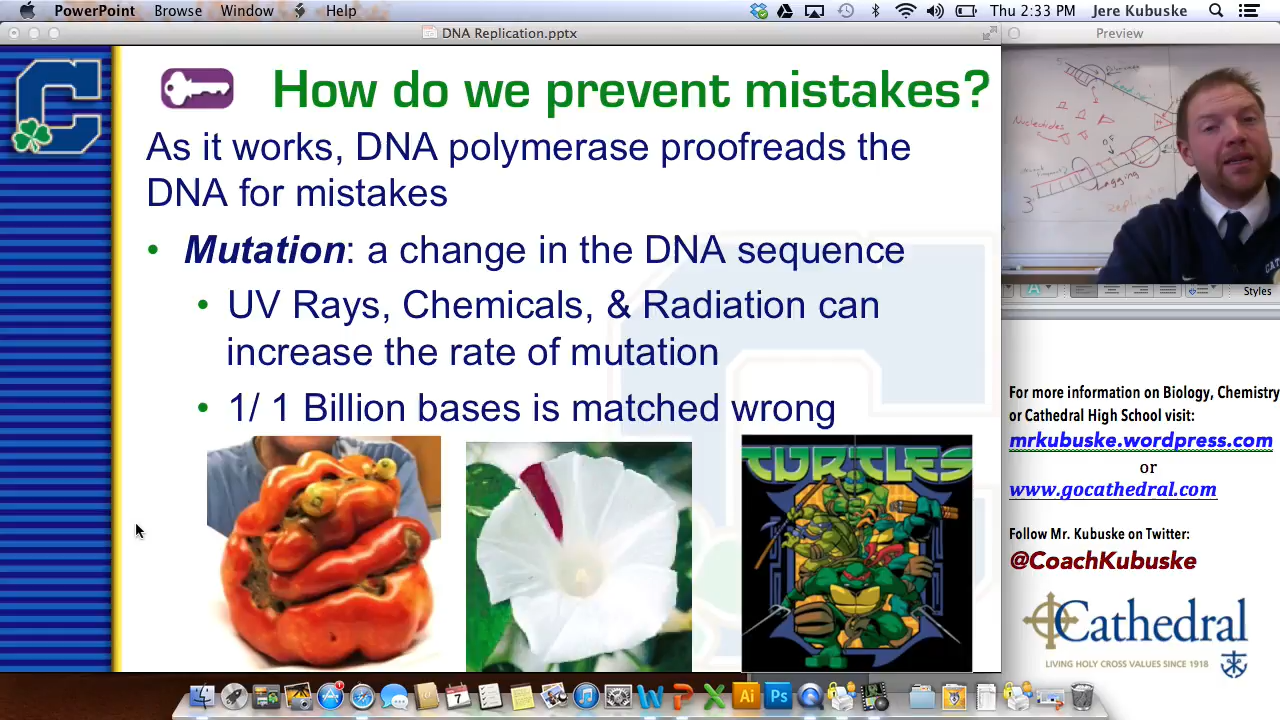 PowerPoint Browse Window Help Thu 2:33 PM Jere Kubuske
DNA Replication.pptx
Preview
How do we prevent mistakes?
As it works, DNA polymerase proofreads the
DNA for mistakes
• Mutation: a change in the DNA sequence
• UV Rays, Chemicals, & Radiation can
increase the rate of mutation
• 1/ 1 Billion bases is matched wrong
TURTLES
Nucleotides
Lagging
3'
Styles
For more information on Biology, Chemistry
or Cathedral High School visit:
mrkubuske.wordpress.com
or
www.gocathedral.com
Follow Mr. Kubuske on Twitter:
@CoachKubuske
Cathedral
LIVING HOLY CROSS VALUES SINCE 1918